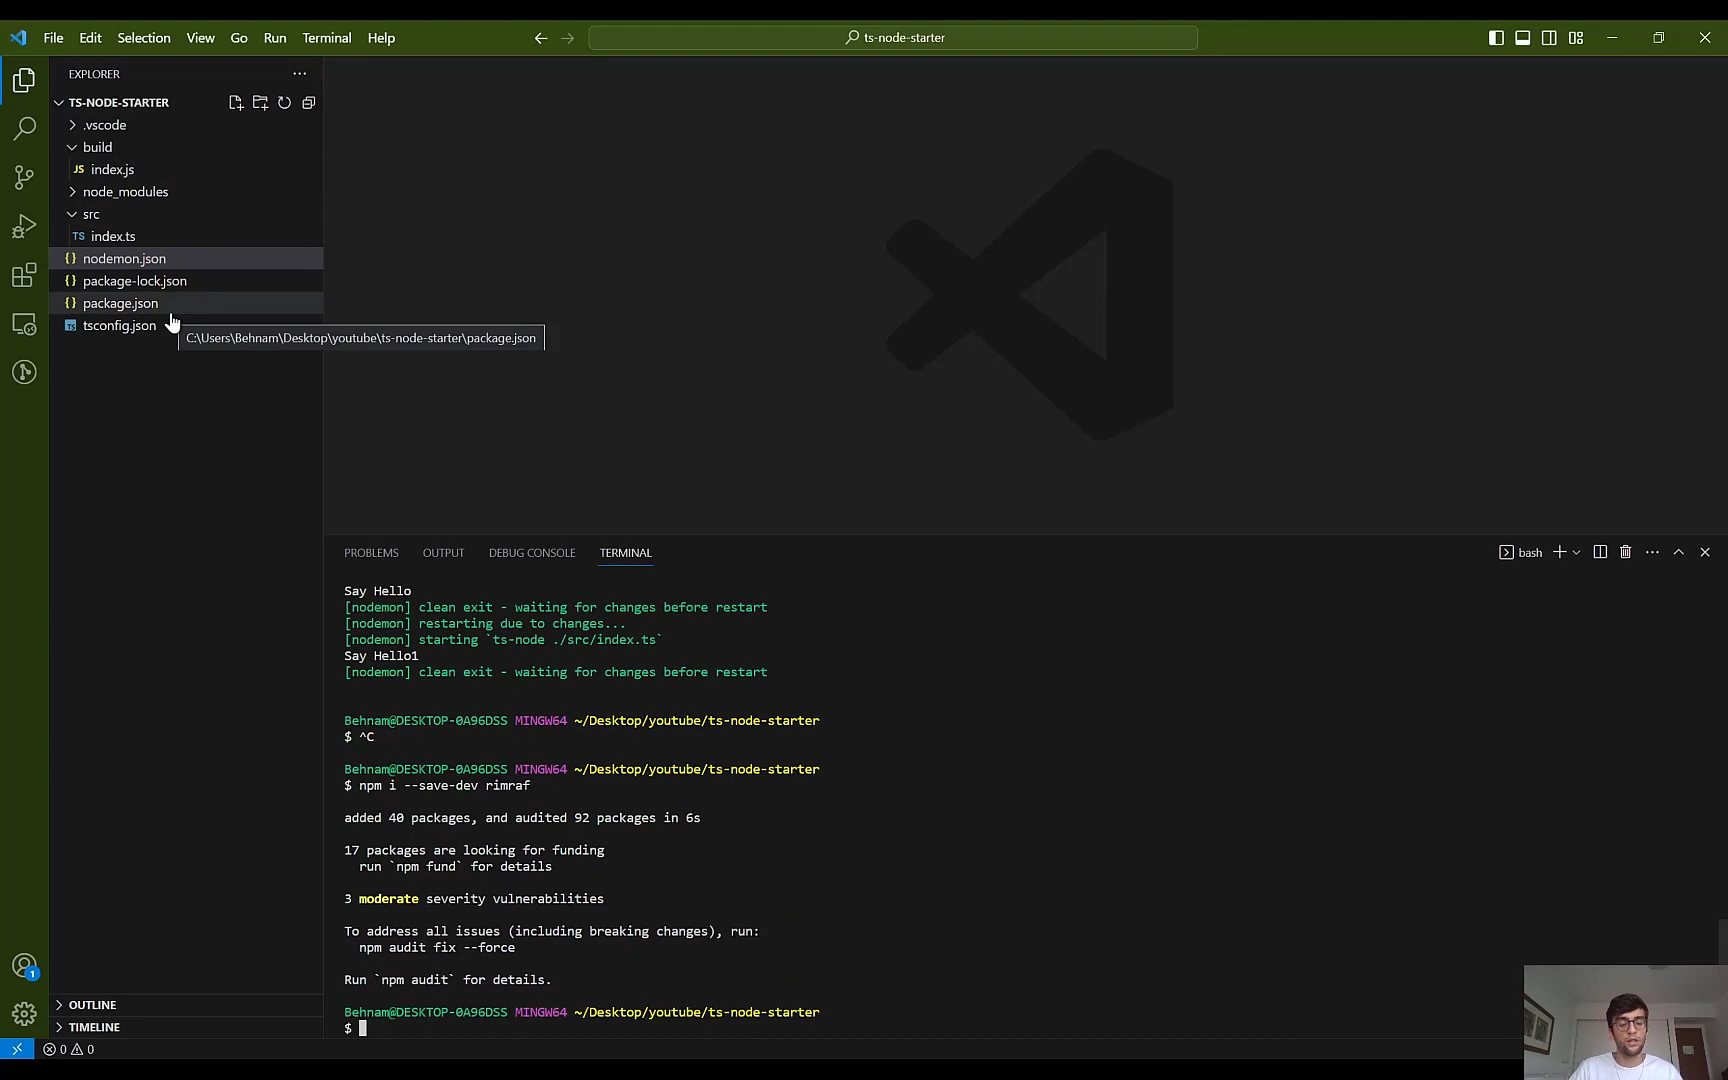 File Edit Selection View Go Run Terminal Help
ts-node-starter
EXPLORER
TS-NODE-STARTER
.vscode
build
JS index.js
node_modules
src
TS index.ts
{} nodemon.json
{} package-lock.json
{} package.json
TS tsconfig.json
C:\Users\Behnam\Desktop\youtube\ts-node-starter\package.json
PROBLEMS OUTPUT DEBUG CONSOLE TERMINAL
bash
Say Hello
[nodemon] clean exit - waiting for changes before restart
[nodemon] restarting due to changes...
[nodemon] starting `ts-node ./src/index.ts`
Say Hello1
[nodemon] clean exit - waiting for changes before restart
Behnam@DESKTOP-0A96DSS MINGW64 ~/Desktop/youtube/ts-node-starter
$ ^C
Behnam@DESKTOP-0A96DSS MINGW64 ~/Desktop/youtube/ts-node-starter
$ npm i --save-dev rimraf
added 40 packages, and audited 92 packages in 6s
17 packages are looking for funding
run `npm fund` for details
3 moderate severity vulnerabilities
To address all issues (including breaking changes), run:
npm audit fix --force
Run `npm audit` for details.
Behnam@DESKTOP-0A96DSS MINGW64 ~/Desktop/youtube/ts-node-starter
$
1
OUTLINE
TIMELINE
0 0